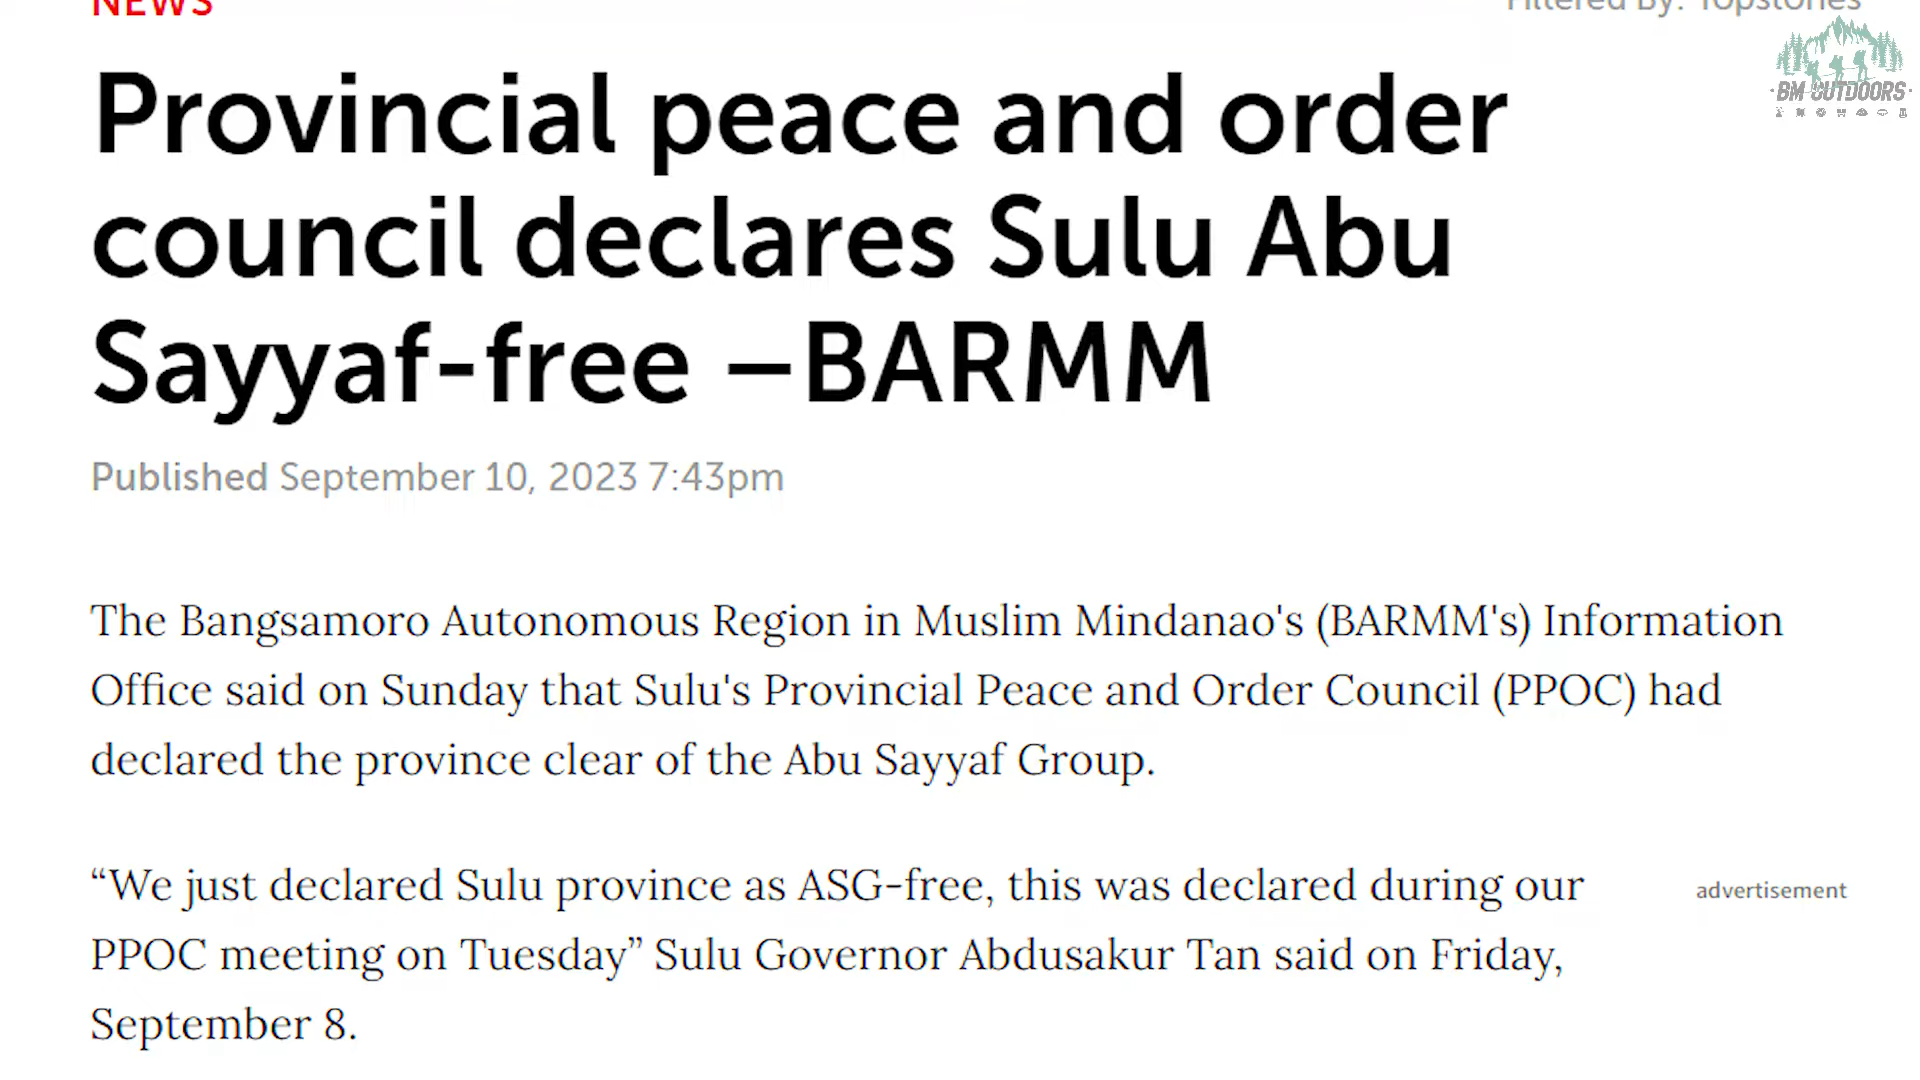 NEWS
Filtered By: Topstories
BM OUTDOORS
Provincial peace and order
council declares Sulu Abu
Sayyaf-free –BARMM
Published September 10, 2023 7:43pm
The Bangsamoro Autonomous Region in Muslim Mindanao's (BARMM's) Information
Office said on Sunday that Sulu's Provincial Peace and Order Council (PPOC) had
declared the province clear of the Abu Sayyaf Group.
“We just declared Sulu province as ASG-free, this was declared during our
PPOC meeting on Tuesday” Sulu Governor Abdusakur Tan said on Friday,
September 8.
advertisement